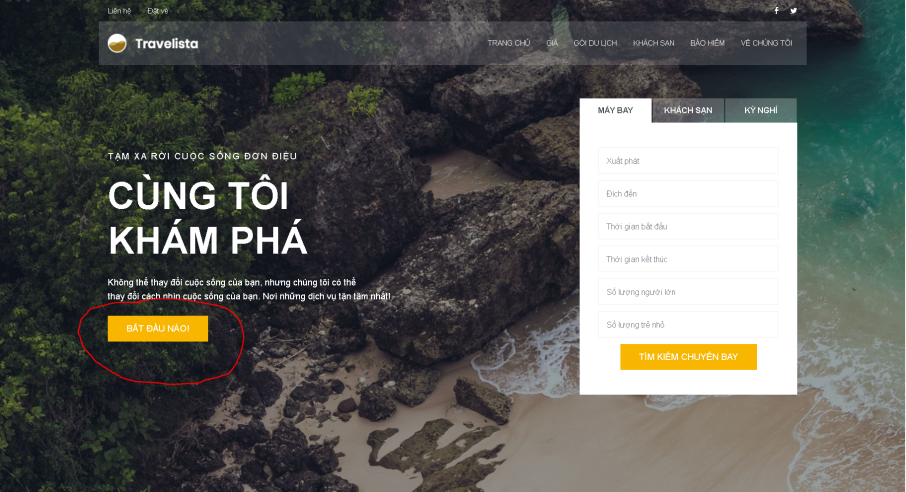 Liên hệ Đặt vé
Travelista
TRANG CHỦ GIÁ GÓI DU LỊCH KHÁCH SẠN BẢO HIỂM VỀ CHÚNG TÔI
TẠM XA RỜI CUỘC SỐNG ĐƠN ĐIỆU
CÙNG TÔI
KHÁM PHÁ
Không thể thay đổi cuộc sống của bạn, nhưng chúng tôi có thể
thay đổi cách nhìn cuộc sống của bạn. Nơi những dịch vụ tận tâm nhất!
BẮT ĐẦU NÀO!
MÁY BAY KHÁCH SẠN KỲ NGHỈ
Xuất phát
Đích đến
Thời gian bắt đầu
Thời gian kết thúc
Số lượng người lớn
Số lượng trẻ nhỏ
TÌM KIẾM CHUYẾN BAY